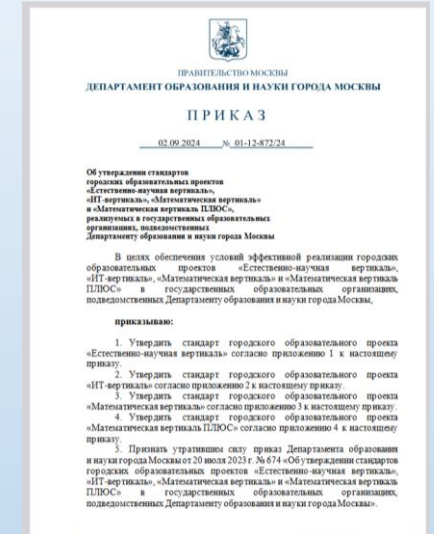 ПРАВИТЕЛЬСТВО МОСКВЫ
ДЕПАРТАМЕНТ ОБРАЗОВАНИЯ И НАУКИ ГОРОДА МОСКВЫ
ПРИКАЗ
02.09.2024 № 01-12-872/24
Об утверждении стандартов
городских образовательных проектов
«Естественно-научная вертикаль»,
«ИТ-вертикаль», «Математическая вертикаль»
и «Математическая вертикаль ПЛЮС»,
реализуемых в государственных образовательных
организациях, подведомственных
Департаменту образования и науки города Москвы
В целях обеспечения условий эффективной реализации городских
образовательных проектов «Естественно-научная вертикаль»,
«ИТ-вертикаль», «Математическая вертикаль» и «Математическая вертикаль
ПЛЮС» в государственных образовательных организациях,
подведомственных Департаменту образования и науки города Москвы,
приказываю:
1. Утвердить стандарт городского образовательного проекта
«Естественно-научная вертикаль» согласно приложению 1 к настоящему
приказу.
2. Утвердить стандарт городского образовательного проекта
«ИТ-вертикаль» согласно приложению 2 к настоящему приказу.
3. Утвердить стандарт городского образовательного проекта
«Математическая вертикаль» согласно приложению 3 к настоящему приказу.
4. Утвердить стандарт городского образовательного проекта
«Математическая вертикаль ПЛЮС» согласно приложению 4 к настоящему
приказу.
5. Признать утратившим силу приказ Департамента образования
и науки города Москвы от 20 июля 2023 г. № 674 «Об утверждении стандартов
городских образовательных проектов «Естественно-научная вертикаль»,
«ИТ-вертикаль», «Математическая вертикаль» и «Математическая вертикаль
ПЛЮС» в государственных образовательных организациях,
подведомственных Департаменту образования и науки города Москвы».